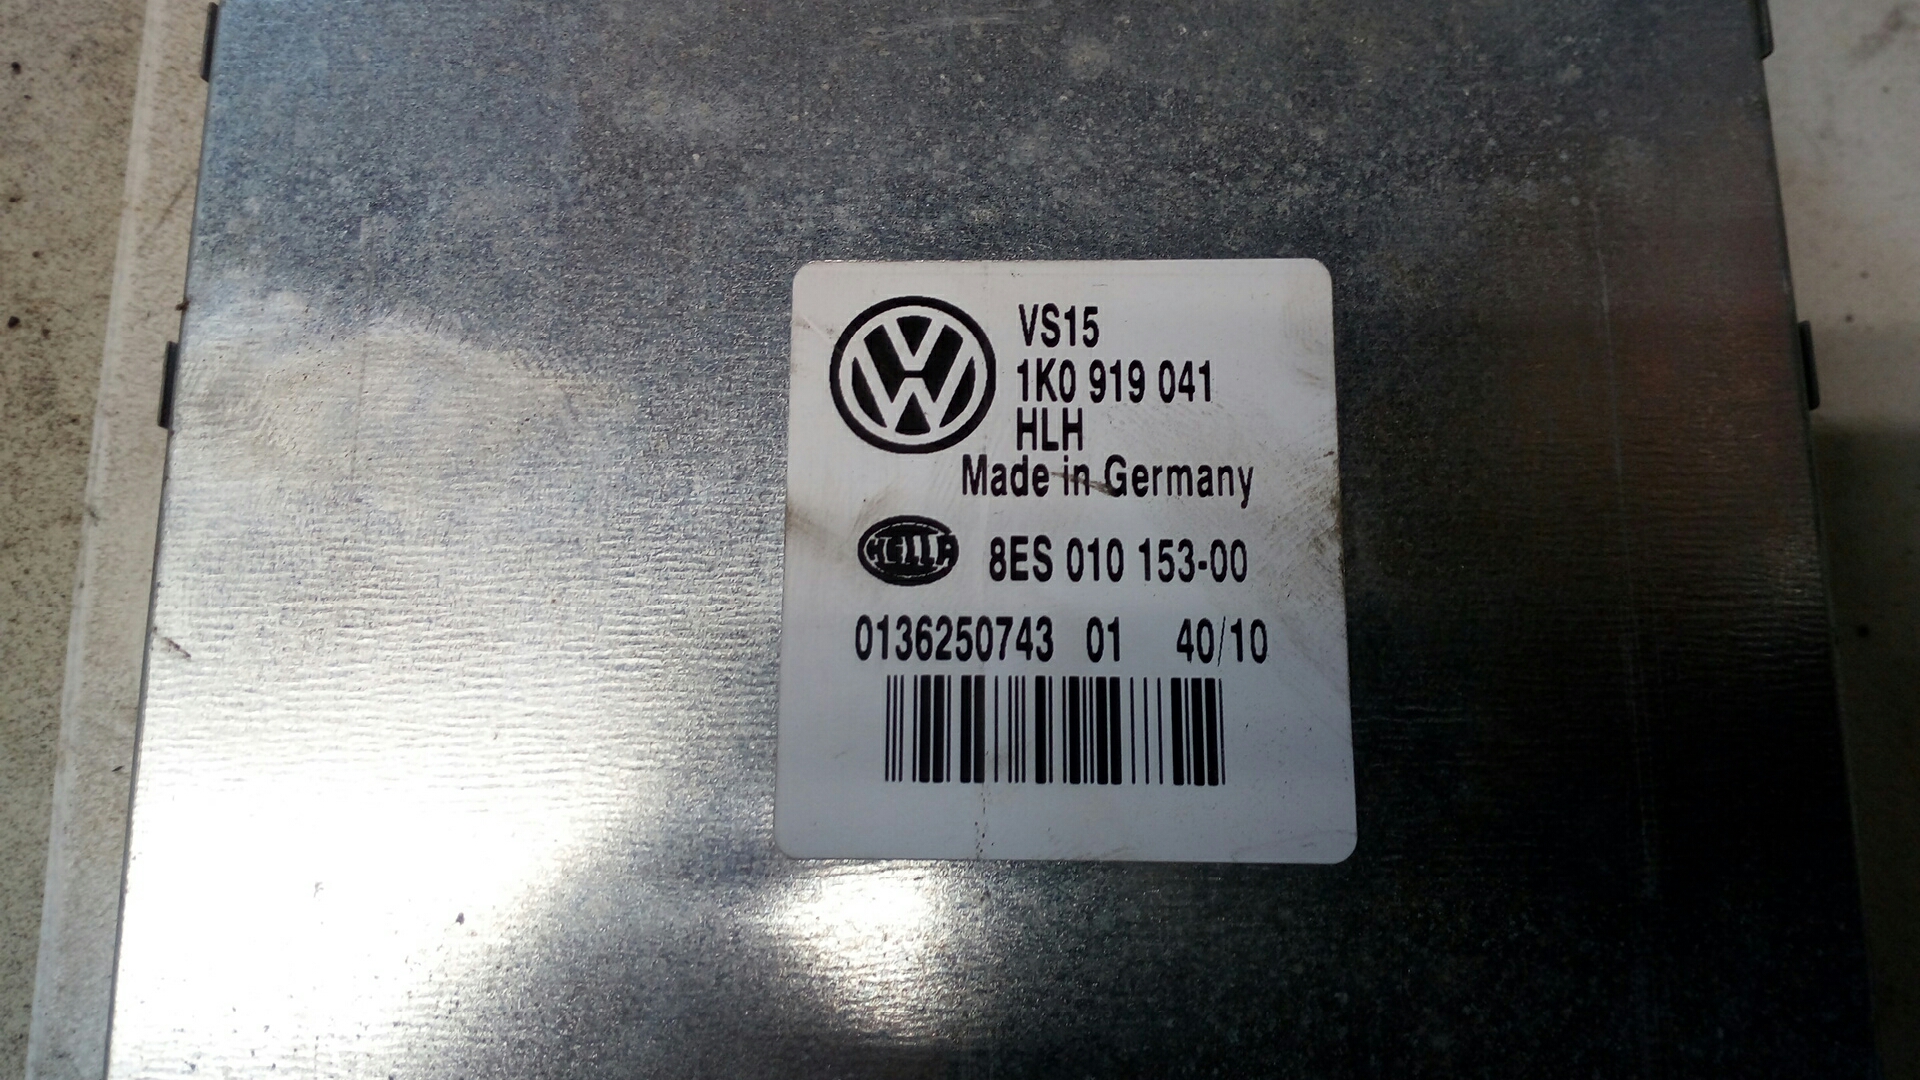 VS15
1K0 919 041
HLH
Made in Germany
HELLA 8ES 010 153-00
0136250743 01 40/10